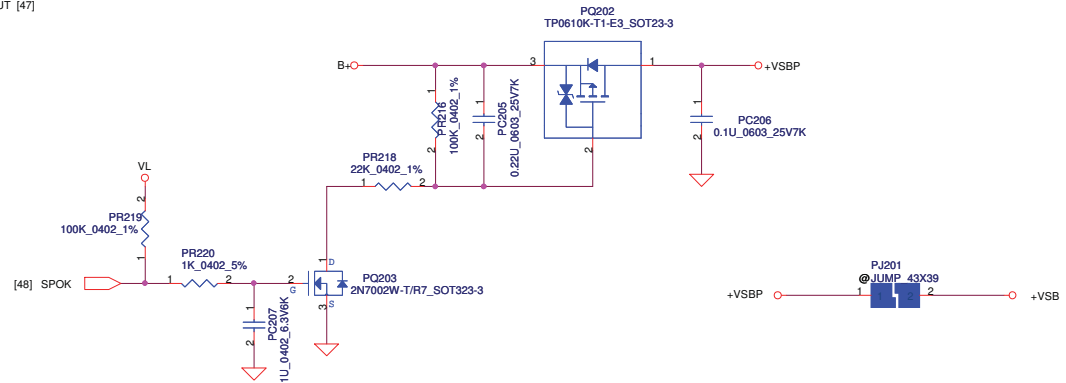 UT [47]
PQ202
TP0610K-T1-E3_SOT23-3
B+
3
1
+VSBP
1
PR216
100K_0402_1%
2
1
PC205
0.22U_0603_25V7K
2
2
1
PC206
0.1U_0603_25V7K
2
VL
PR218
22K_0402_1%
1
2
2
PR219
100K_0402_1%
1
PR220
1K_0402_5%
[48] SPOK
1
2
1
D
2
G
PQ203
2N7002W-T/R7_SOT323-3
S
3
1
PC207
1U_0402_6.3V6K
2
PJ201
@JUMP_43X39
+VSBP
1
1
2
2
+VSB